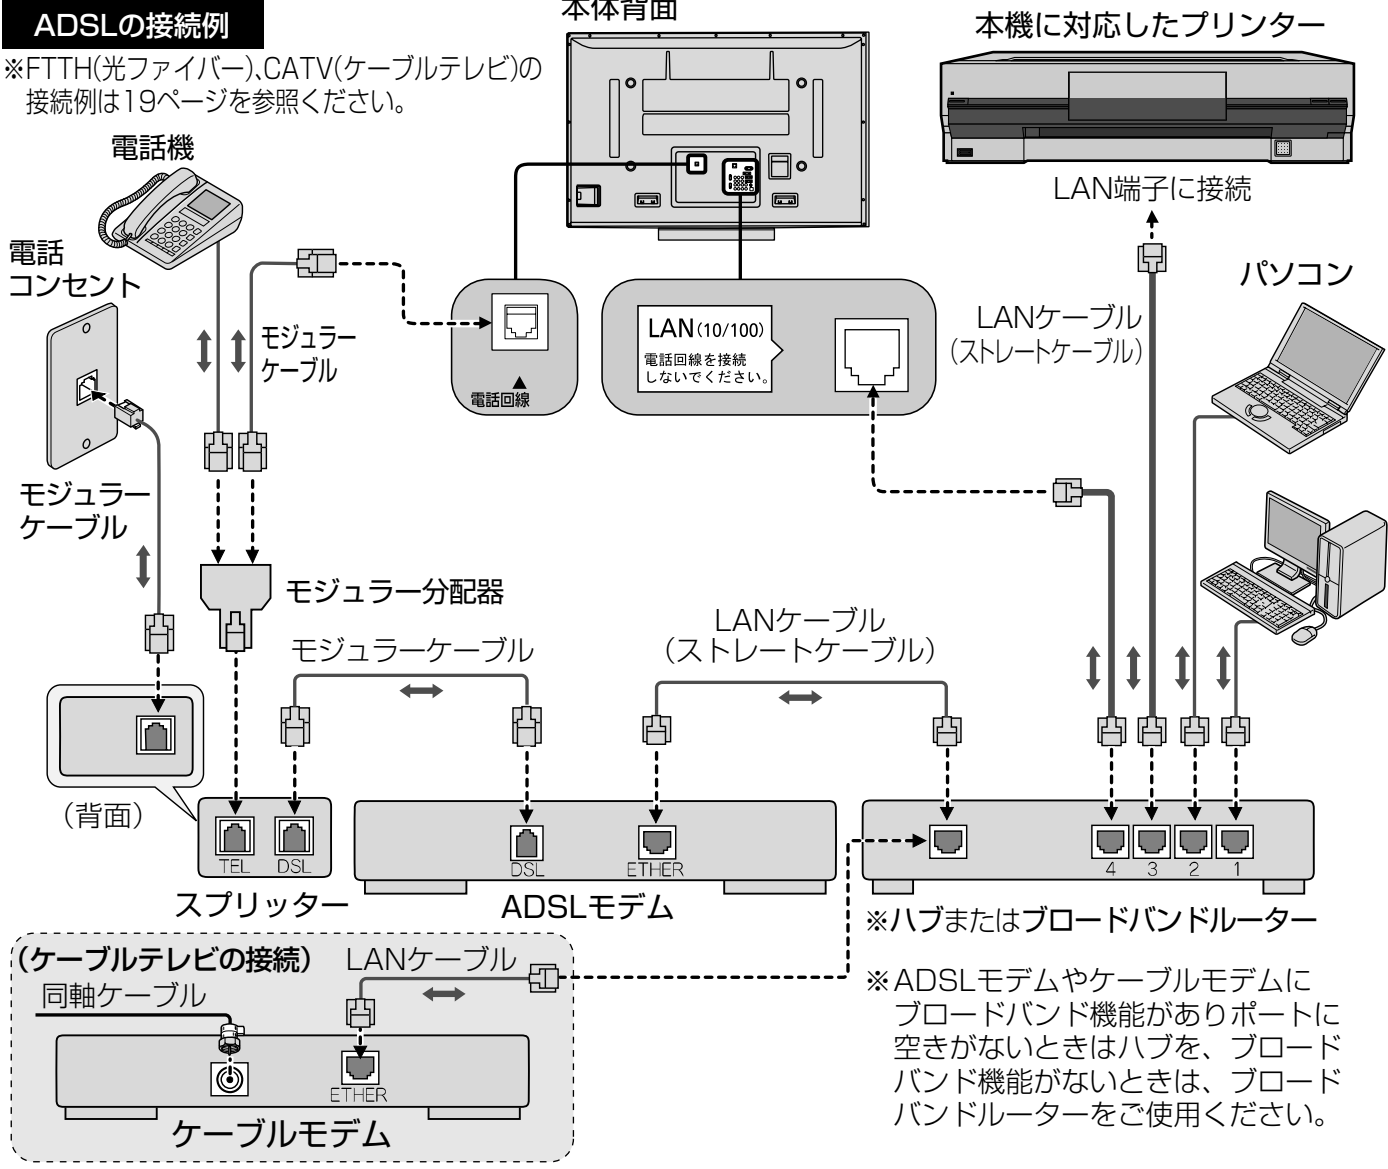 ADSLの接続例
※FTTH(光ファイバー)、CATV(ケーブルテレビ)の
接続例は19ページを参照ください。
本体背面
本機に対応したプリンター
電話機
LAN端子に接続
電話
コンセント
パソコン
モジュラー
ケーブル
LAN(10/100)
電話回線を接続
しないでください。
LANケーブル
(ストレートケーブル)
電話回線
モジュラー
ケーブル
モジュラー分配器
モジュラーケーブル
LANケーブル
(ストレートケーブル)
(背面)
TEL DSL
DSL
ETHER
4 3 2 1
スプリッター
ADSLモデム
※ハブまたはブロードバンドルーター
(ケーブルテレビの接続)
LANケーブル
同軸ケーブル
ETHER
ケーブルモデム
※ADSLモデムやケーブルモデムに
ブロードバンド機能がありポートに
空きがないときはハブを、ブロード
バンド機能がないときは、ブロード
バンドルーターをご使用ください。